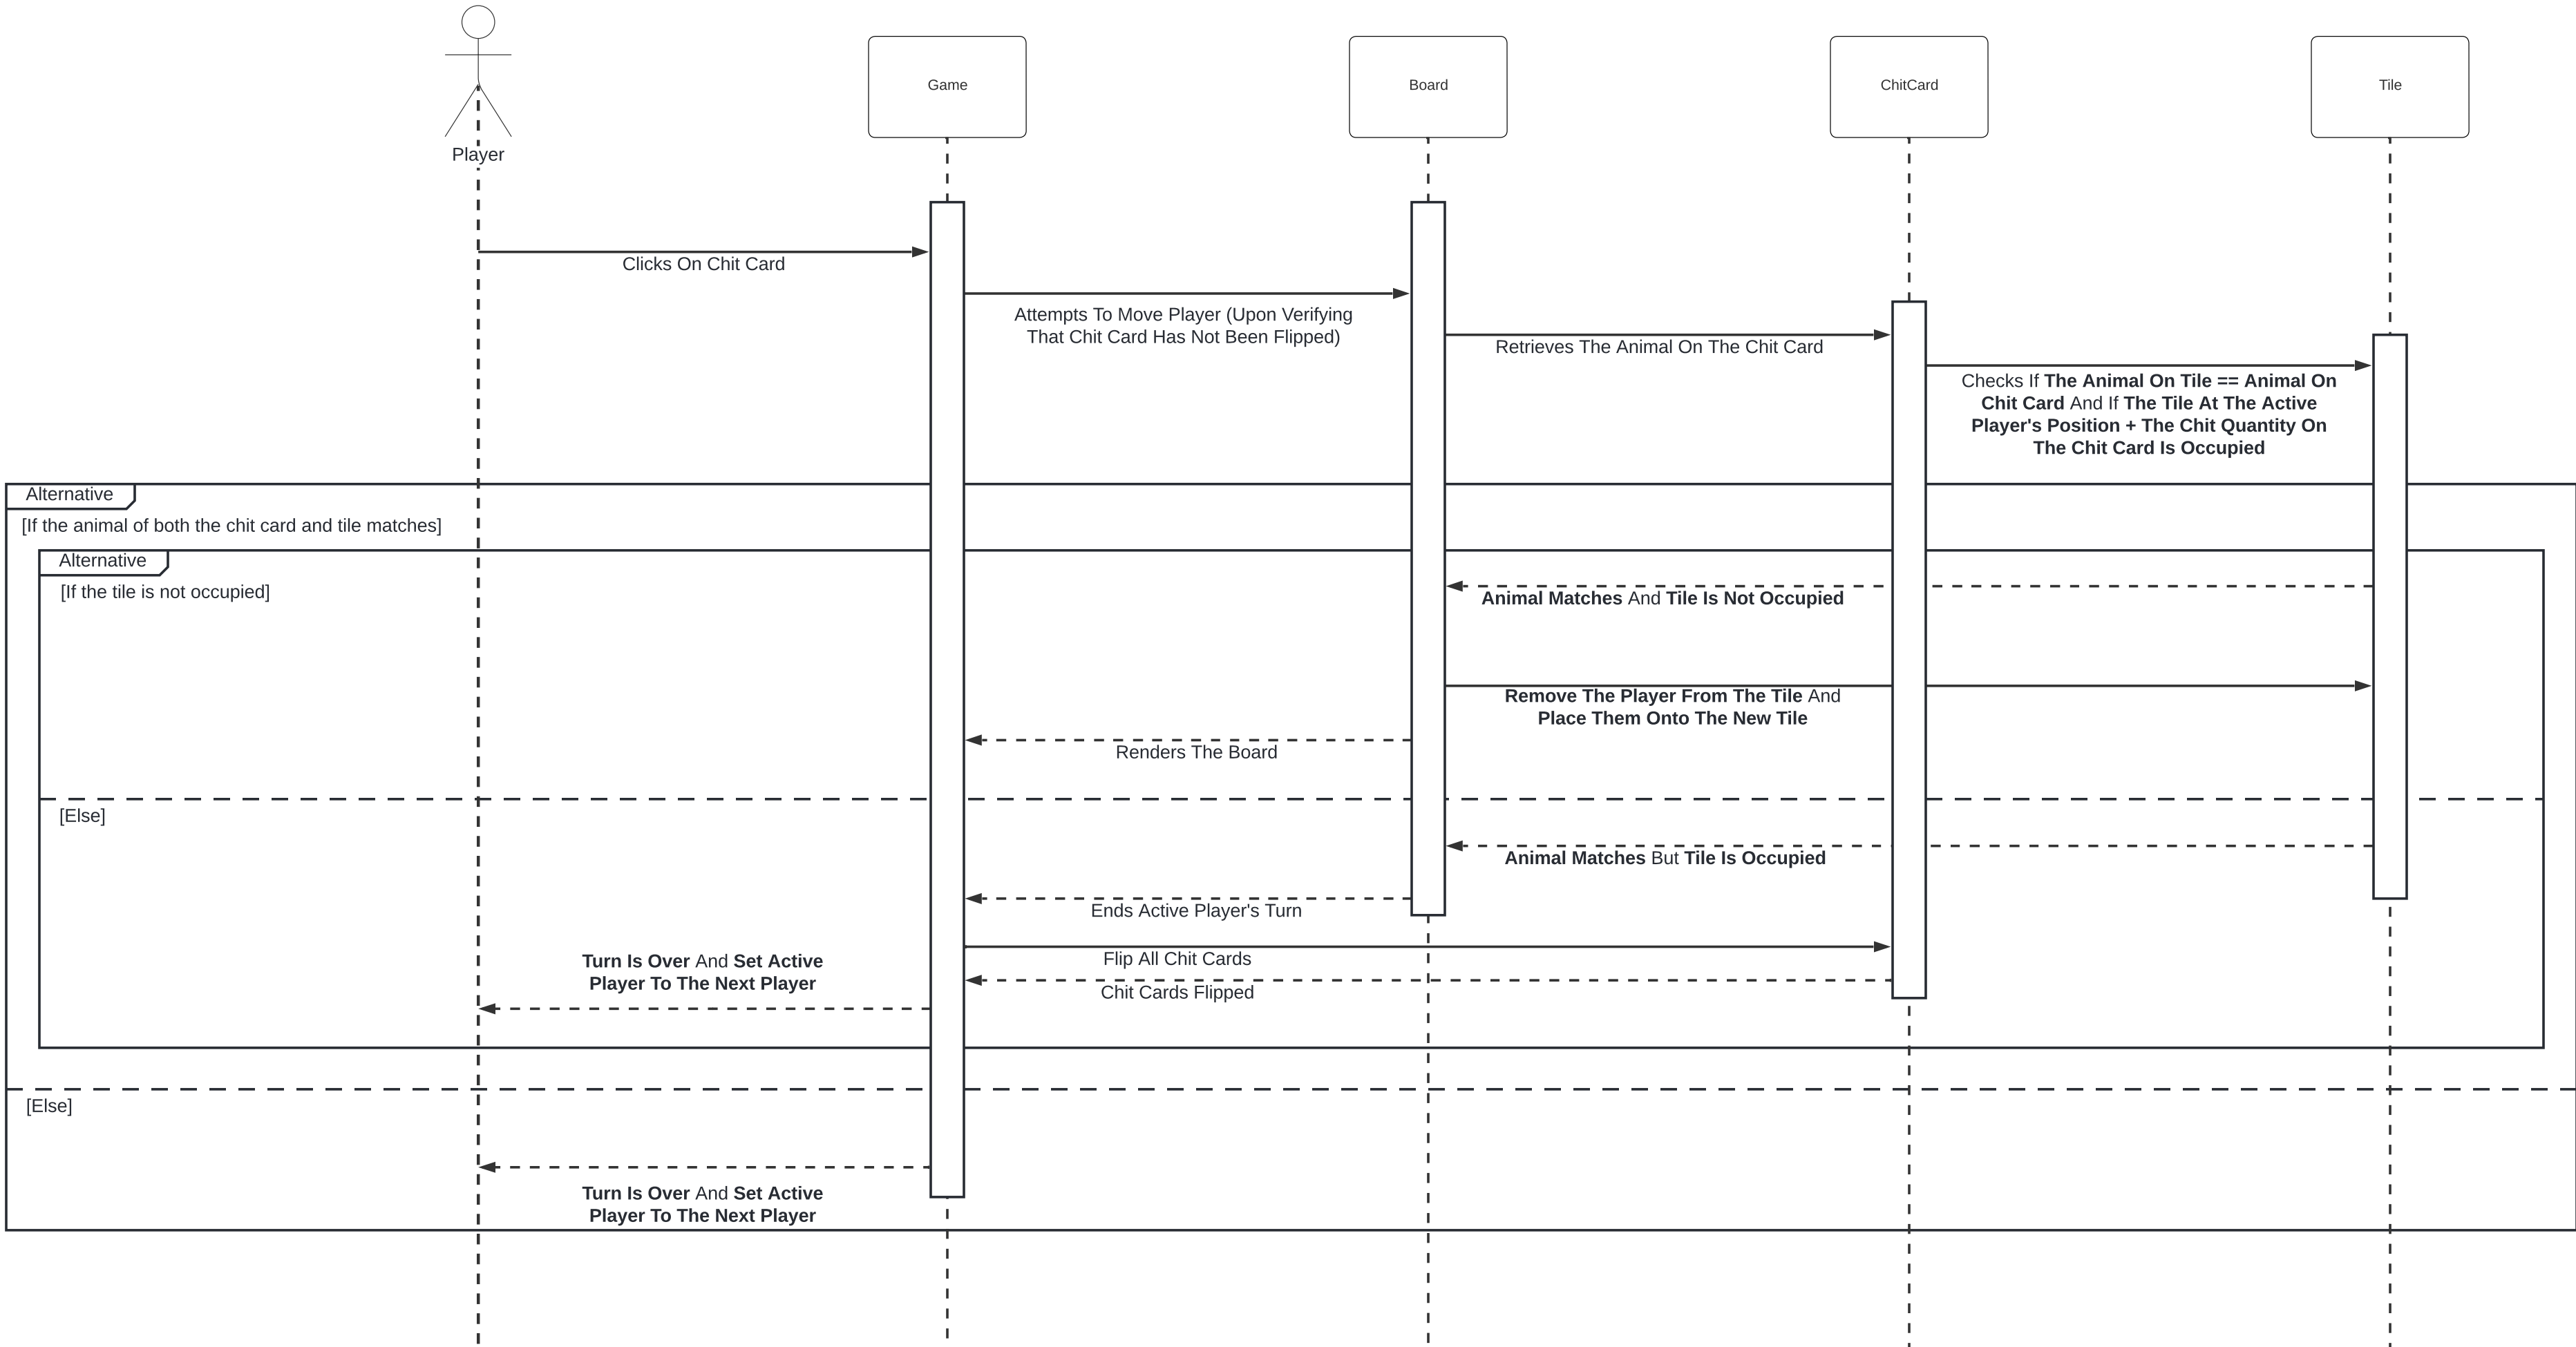 Player
Game
Board
ChitCard
Tile
Clicks On Chit Card
Attempts To Move Player (Upon Verifying
That Chit Card Has Not Been Flipped)
Retrieves The Animal On The Chit Card
Checks If The Animal On Tile == Animal On
Chit Card And If The Tile At The Active
Player's Position + The Chit Quantity On
The Chit Card Is Occupied
Alternative
[If the animal of both the chit card and tile matches]
Alternative
[If the tile is not occupied]
Animal Matches And Tile Is Not Occupied
Remove The Player From The Tile And
Place Them Onto The New Tile
Renders The Board
[Else]
Animal Matches But Tile Is Occupied
Ends Active Player's Turn
Flip All Chit Cards
Chit Cards Flipped
Turn Is Over And Set Active
Player To The Next Player
[Else]
Turn Is Over And Set Active
Player To The Next Player